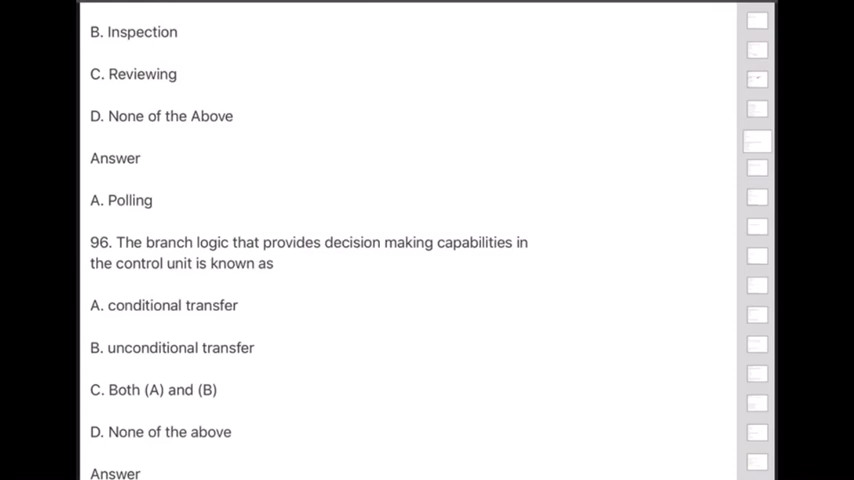 B. Inspection
C. Reviewing
D. None of the Above
Answer
A. Polling
96. The branch logic that provides decision making capabilities in
the control unit is known as
A. conditional transfer
B. unconditional transfer
C. Both (A) and (B)
D. None of the above
Answer